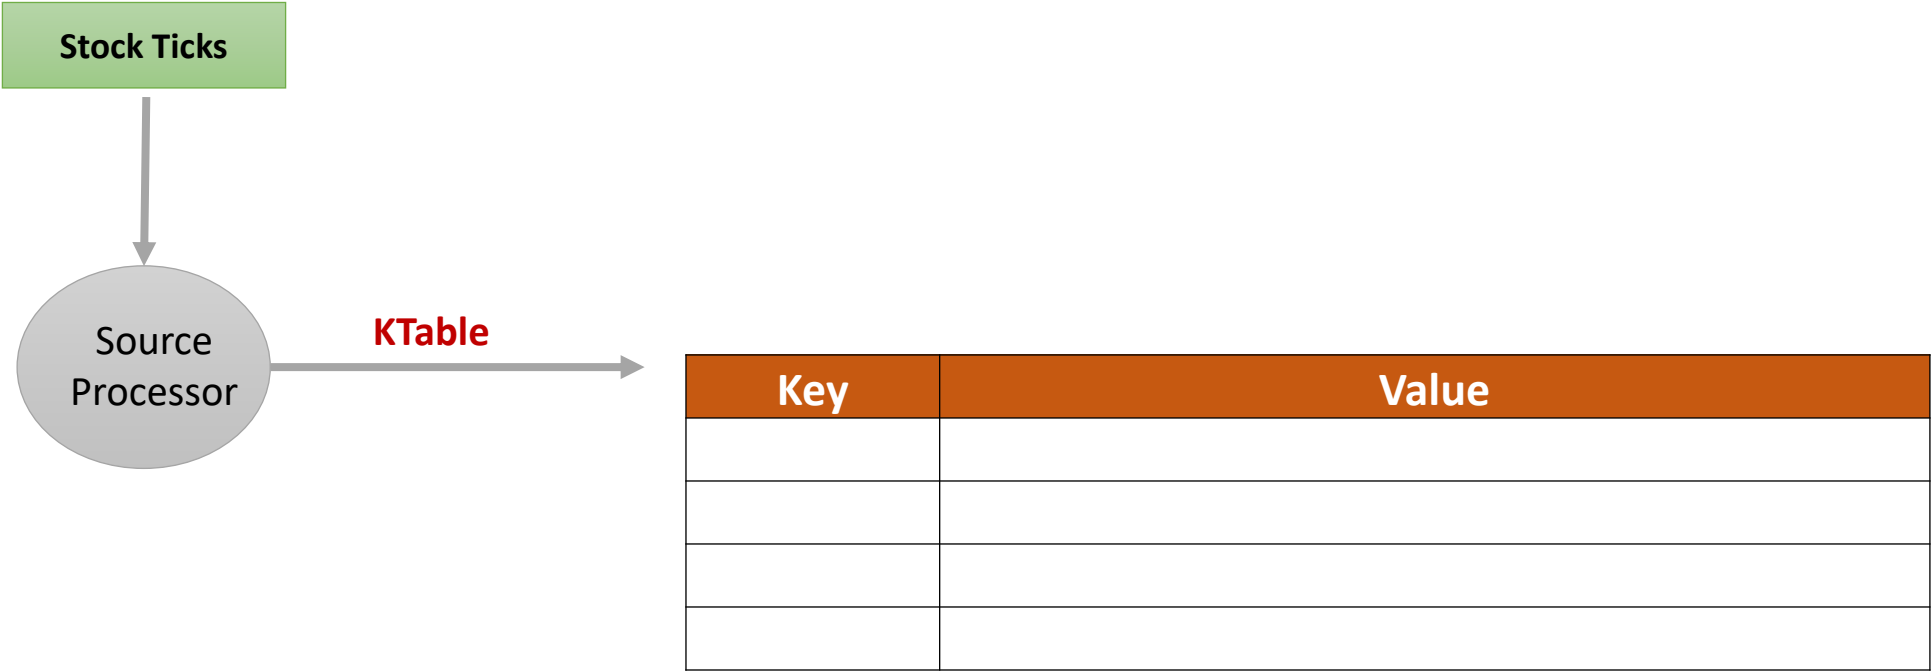 Stock Ticks
Source
Processor
KTable
Key
Value